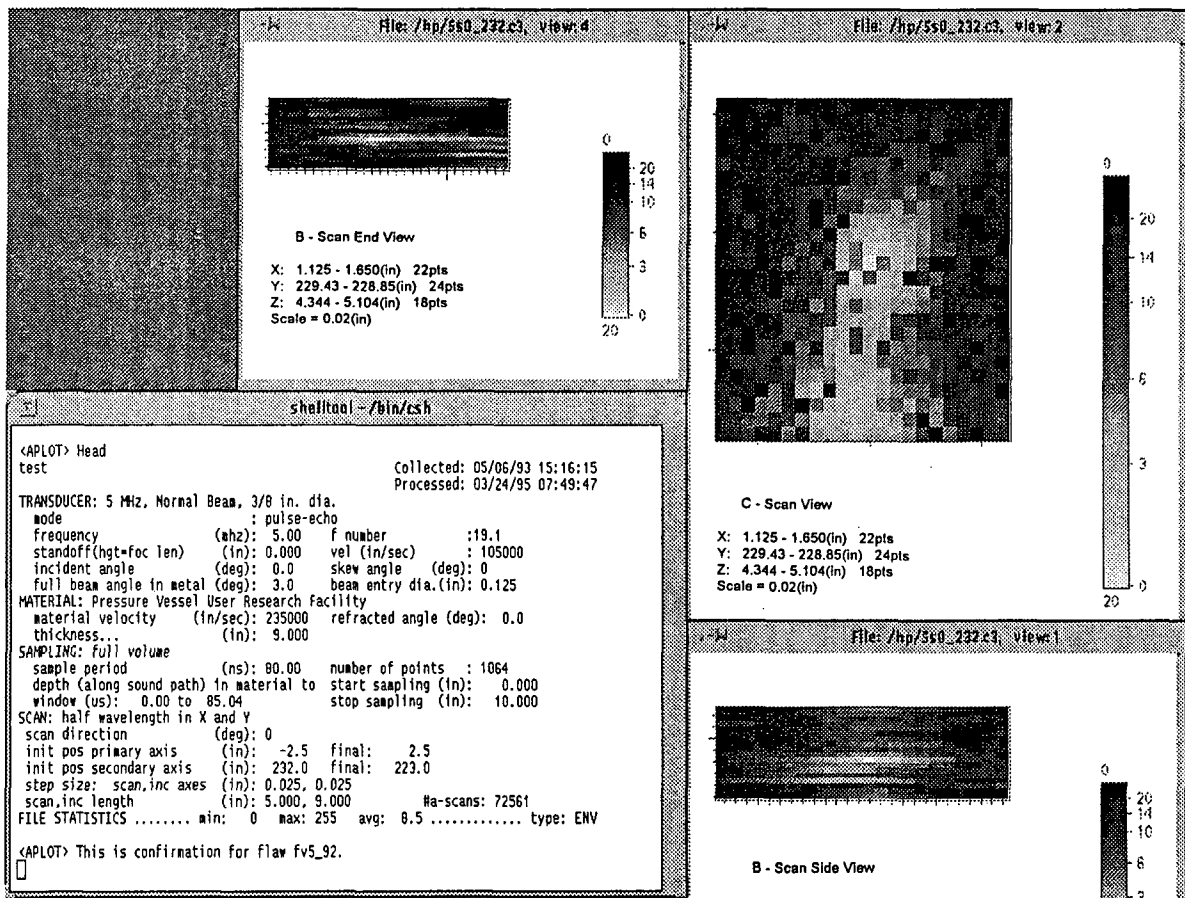 File: /hp/5s0_232.c3, view: 4
0
20
14
10
6
3
0
20
B - Scan End View
X: 1.125 - 1.650(in) 22pts
Y: 229.43 - 228.85(in) 24pts
Z: 4.344 - 5.104(in) 18pts
Scale = 0.02(in)
File: /hp/5s0_232.c3, view: 2
0
20
14
10
6
3
0
20
C - Scan View
X: 1.125 - 1.650(in) 22pts
Y: 229.43 - 228.85(in) 24pts
Z: 4.344 - 5.104(in) 18pts
Scale = 0.02(in)
shelltool - /bin/csh
<APLOT> Head
test Collected: 05/06/93 15:16:15
Processed: 03/24/95 07:49:47
TRANSDUCER: 5 MHz, Normal Beam, 3/8 in. dia.
mode : pulse-echo
frequency (mhz): 5.00 f number :19.1
standoff(hgt=foc len) (in): 0.000 vel (in/sec) : 105000
incident angle (deg): 0.0 skew angle (deg): 0
full beam angle in metal (deg): 3.0 beam entry dia.(in): 0.125
MATERIAL: Pressure Vessel User Research Facility
material velocity (in/sec): 235000 refracted angle (deg): 0.0
thickness... (in): 9.000
SAMPLING: full volume
sample period (ns): 80.00 number of points : 1064
depth (along sound path) in material to start sampling (in): 0.000
window (us): 0.00 to 85.04 stop sampling (in): 10.000
SCAN: half wavelength in X and Y
scan direction (deg): 0
init pos primary axis (in): -2.5 final: 2.5
init pos secondary axis (in): 232.0 final: 223.0
step size: scan,inc axes (in): 0.025, 0.025
scan,inc length (in): 5.000, 9.000 #a-scans: 72561
FILE STATISTICS ........ min: 0 max: 255 avg: 8.5 ............. type: ENV
<APLOT> This is confirmation for flaw fv5_92.
File: /hp/5s0_232.c3, view: 1
0
20
14
10
6
3
B - Scan Side View